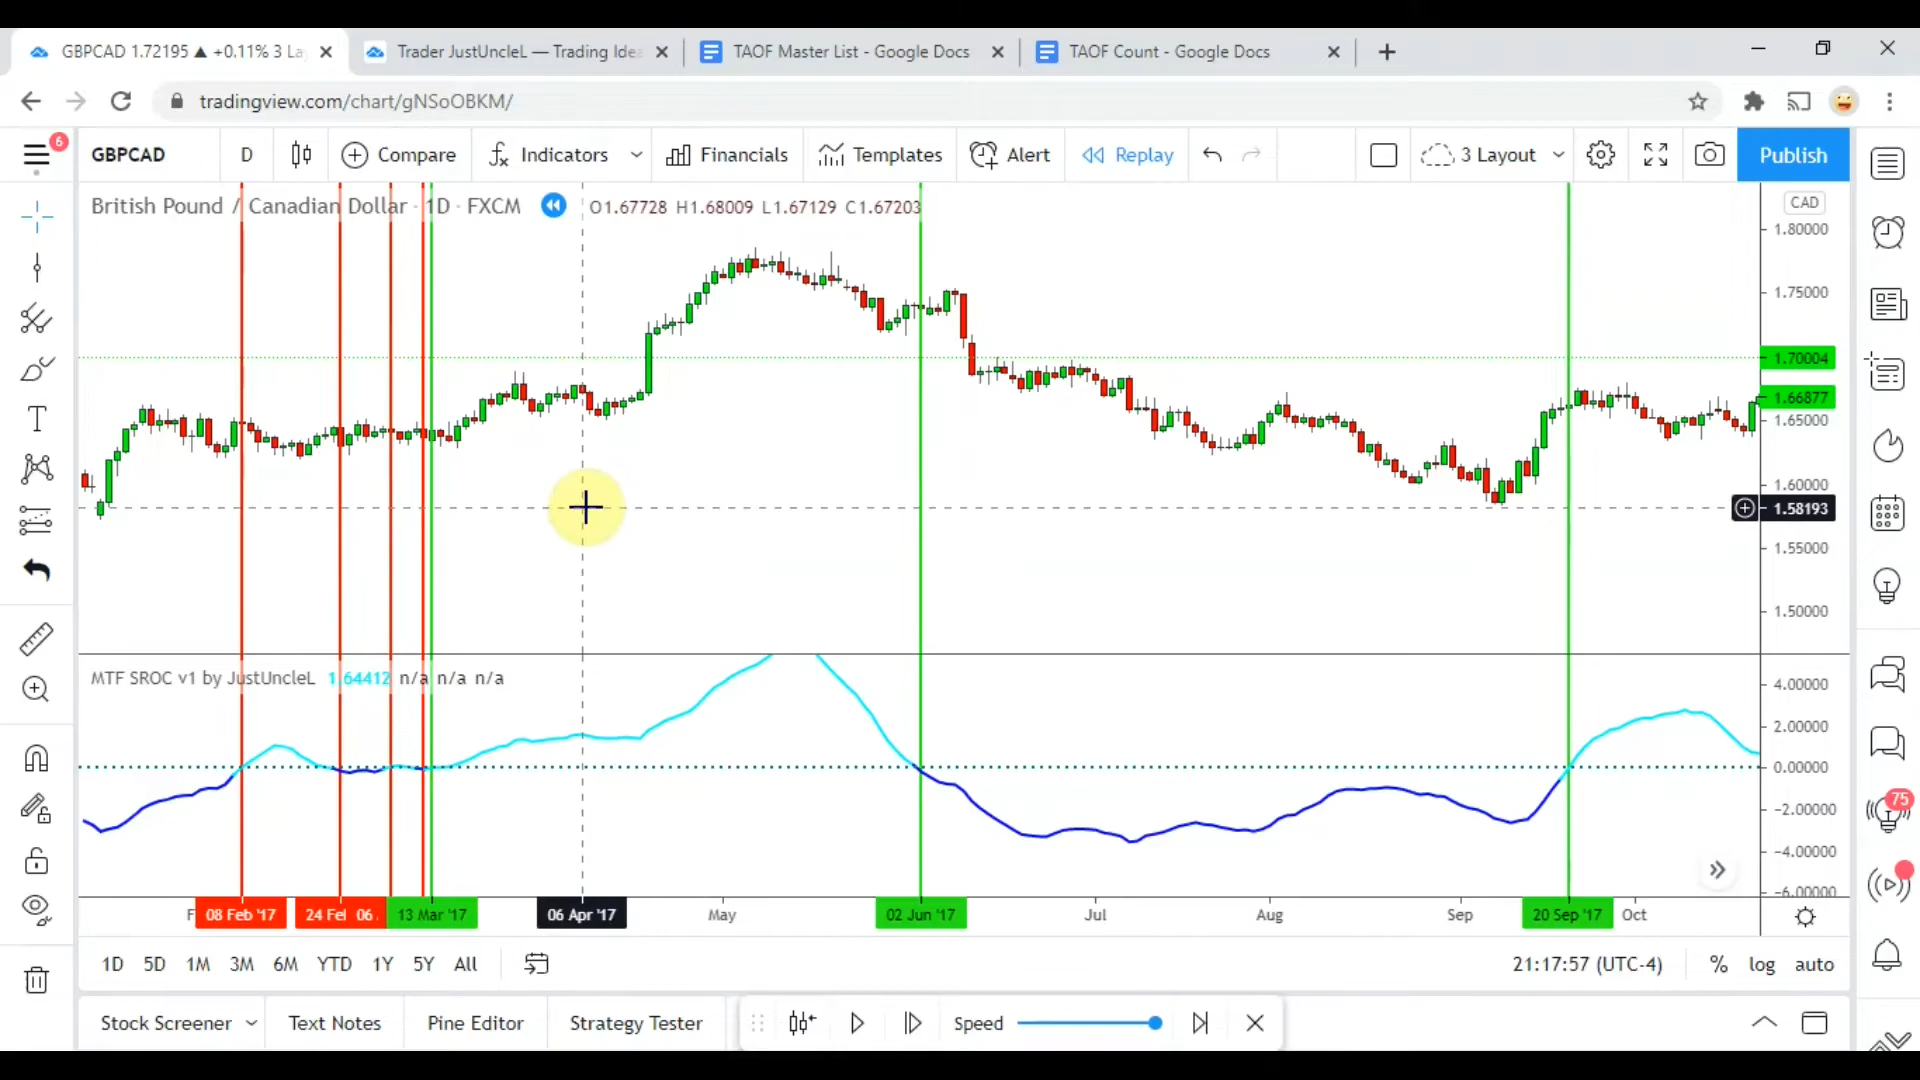 GBPCAD 1.72195 ▲ +0.11% 3 La
Trader JustUncleL — Trading Idea
TAOF Master List - Google Docs
TAOF Count - Google Docs
tradingview.com/chart/gNSoOBKM/
6
GBPCAD
D
Compare
Indicators
Financials
Templates
Alert
Replay
3 Layout
Publish
British Pound / Canadian Dollar · 1D · FXCM
O1.67728 H1.68009 L1.67129 C1.67203
CAD
1.80000
1.75000
1.70004
1.66877
1.65000
1.60000
1.58193
1.55000
1.50000
MTF SROC v1 by JustUncleL 1.64412 n/a n/a n/a
4.00000
2.00000
0.00000
−2.00000
−4.00000
−6.00000
75
F
08 Feb '17
24 Fel
06
13 Mar '17
06 Apr '17
May
02 Jun '17
Jul
Aug
Sep
20 Sep '17
Oct
1D 5D 1M 3M 6M YTD 1Y 5Y All
21:17:57 (UTC-4)
% log auto
Stock Screener
Text Notes
Pine Editor
Strategy Tester
Speed